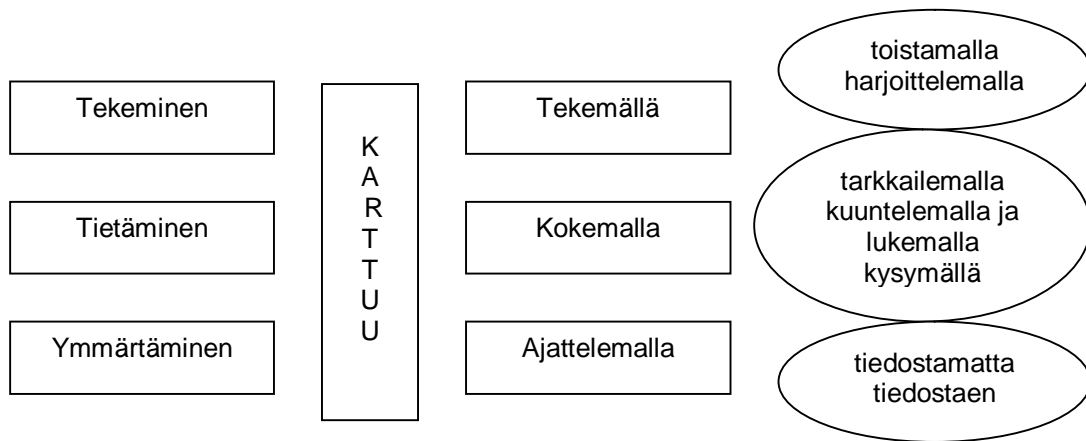 Tekeminen
Tietäminen
Ymmärtäminen
K
A
R
T
T
U
U
Tekemällä
Kokemalla
Ajattelemalla
toistamalla
harjoittelemalla
tarkkailemalla
kuuntelemalla ja
lukemalla
kysymällä
tiedostamatta
tiedostaen